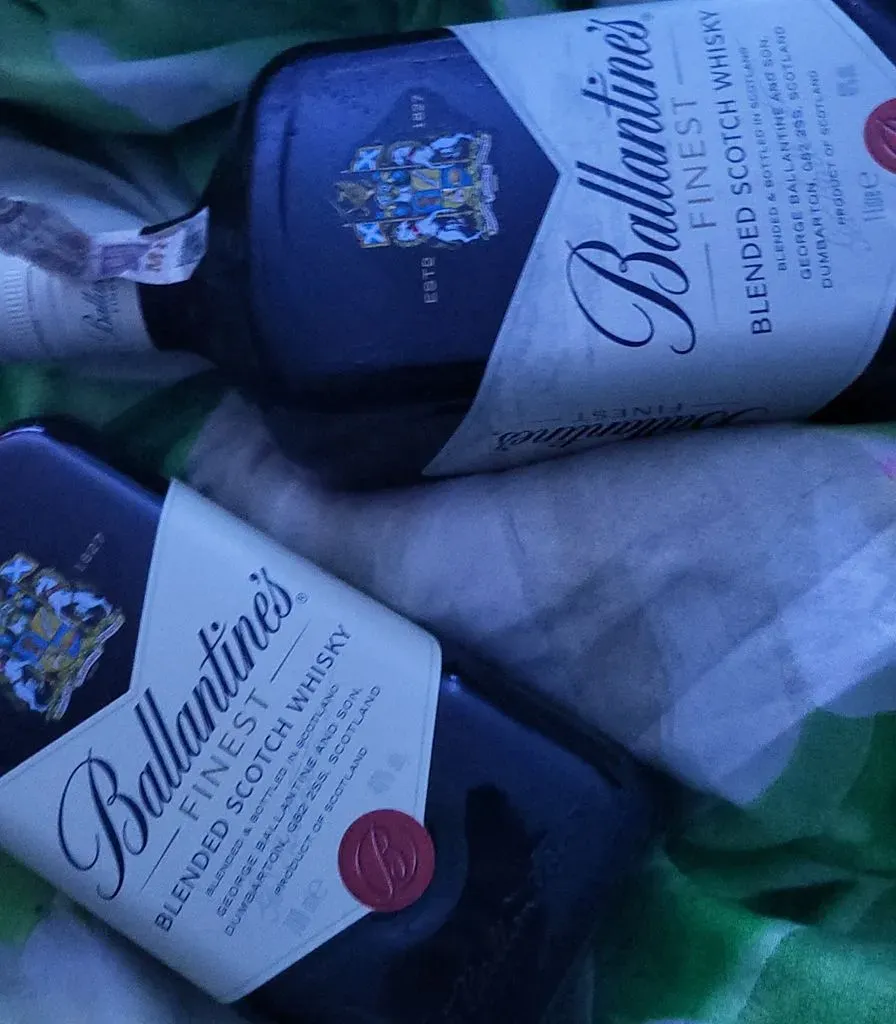 ESTD 1827
Ballantine's®
FINEST
BLENDED SCOTCH WHISKY
BLENDED & BOTTLED IN SCOTLAND
GEORGE BALLANTINE AND SON,
DUMBARTON, G82 2SS, SCOTLAND
PRODUCT OF SCOTLAND
Ballantine's
FINEST
1827
Ballantine's®
FINEST
BLENDED SCOTCH WHISKY
BLENDED & BOTTLED IN SCOTLAND
GEORGE BALLANTINE AND SON,
DUMBARTON, G82 2SS, SCOTLAND
PRODUCT OF SCOTLAND
B